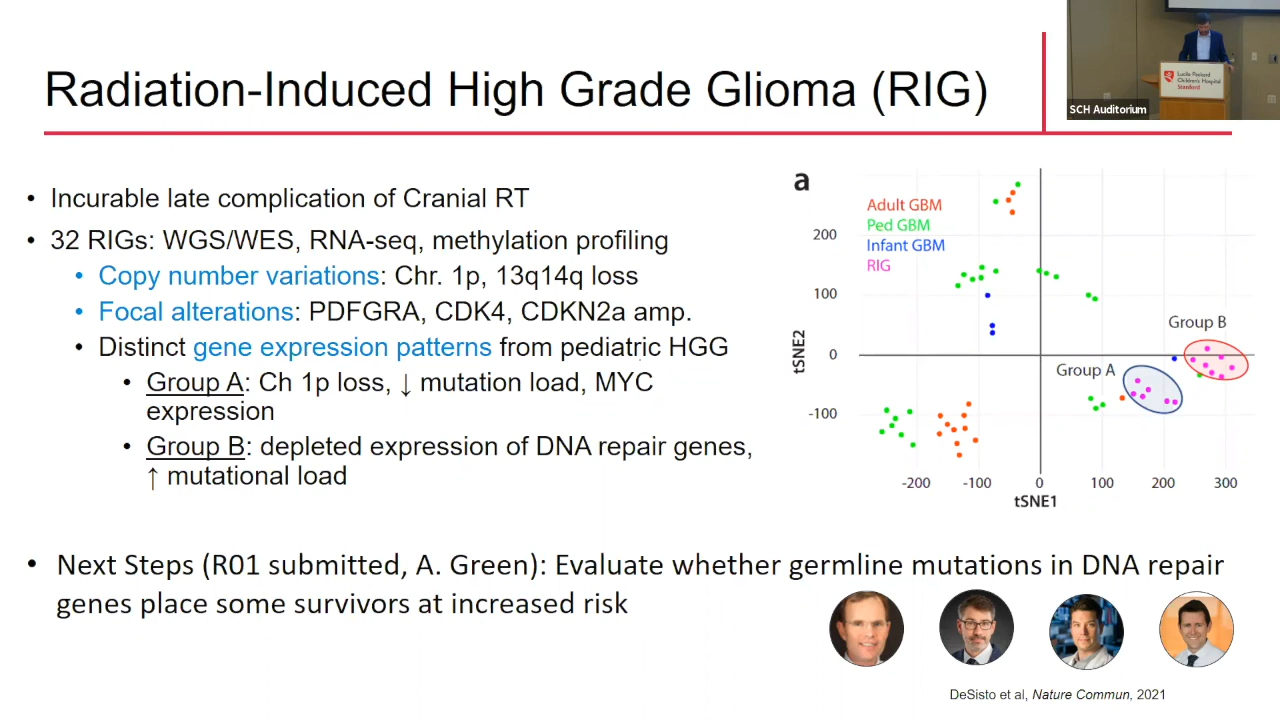 Radiation-Induced High Grade Glioma (RIG)
Lucile Packard
Children's Hospital
Stanford
SCH Auditorium
• Incurable late complication of Cranial RT
• 32 RIGs: WGS/WES, RNA-seq, methylation profiling
• Copy number variations: Chr. 1p, 13q14q loss
• Focal alterations: PDFGRA, CDK4, CDKN2a amp.
• Distinct gene expression patterns from pediatric HGG
• Group A: Ch 1p loss, ↓ mutation load, MYC
expression
• Group B: depleted expression of DNA repair genes,
↑ mutational load
a
Adult GBM
Ped GBM
Infant GBM
RIG
200
100
0
-100
tSNE2
Group B
Group A
-200 -100 0 100 200 300
tSNE1
• Next Steps (R01 submitted, A. Green): Evaluate whether germline mutations in DNA repair
genes place some survivors at increased risk
DeSisto et al, Nature Commun, 2021